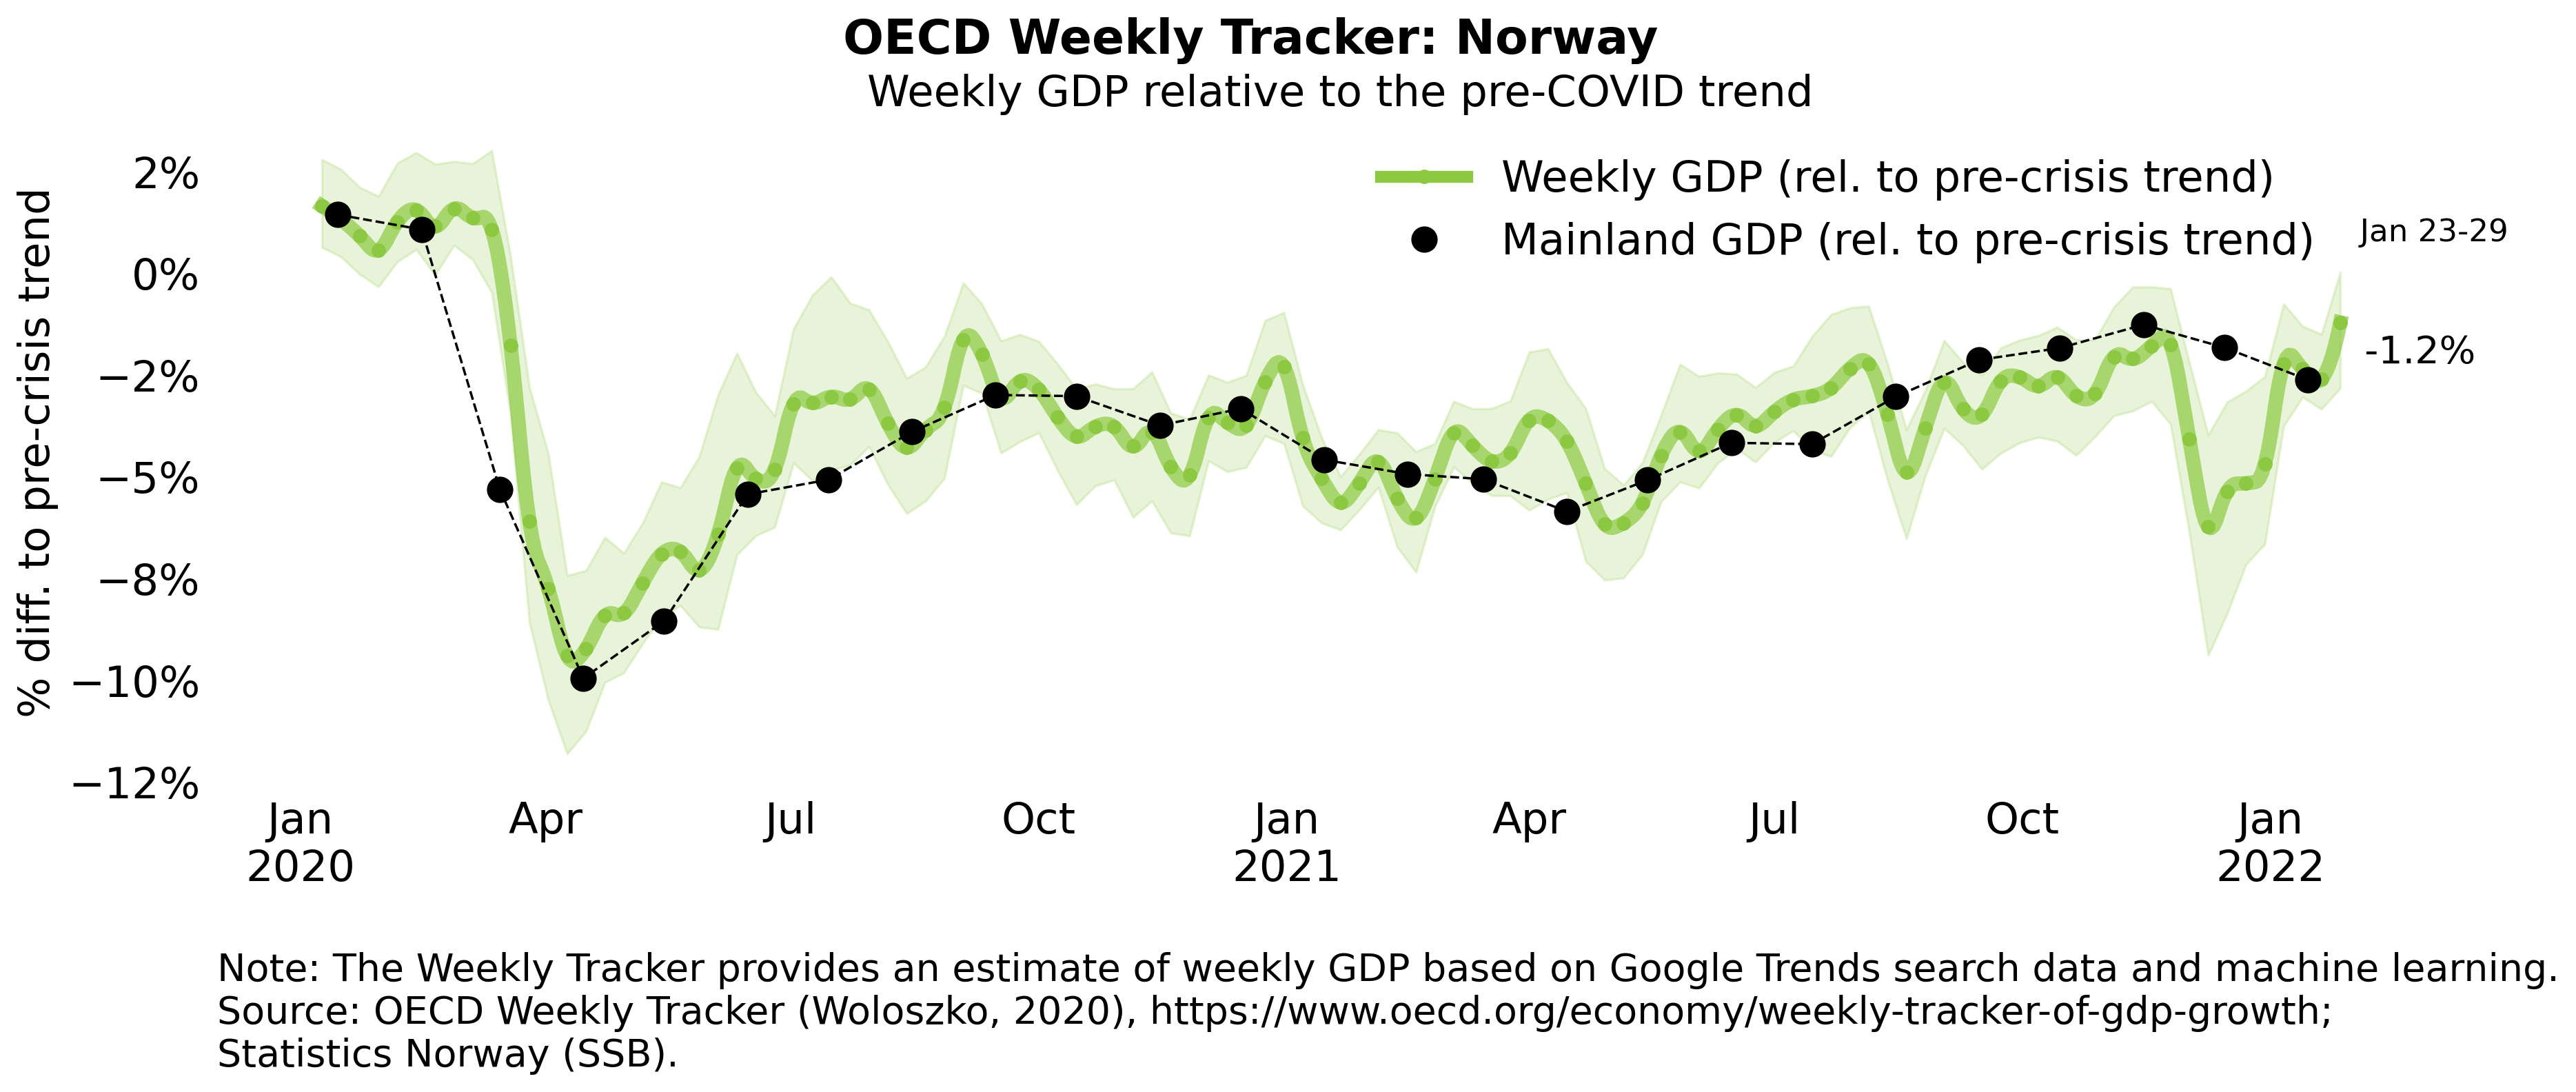 OECD Weekly Tracker: Norway
Weekly GDP relative to the pre-COVID trend
% diff. to pre-crisis trend
2%
0%
−2%
−5%
−8%
−10%
−12%
Weekly GDP (rel. to pre-crisis trend)
Mainland GDP (rel. to pre-crisis trend)
Jan 23-29
-1.2%
Jan Apr Jul Oct Jan Apr Jul Oct Jan
2020 2021 2022
Note: The Weekly Tracker provides an estimate of weekly GDP based on Google Trends search data and machine learning.
Source: OECD Weekly Tracker (Woloszko, 2020), https://www.oecd.org/economy/weekly-tracker-of-gdp-growth;
Statistics Norway (SSB).